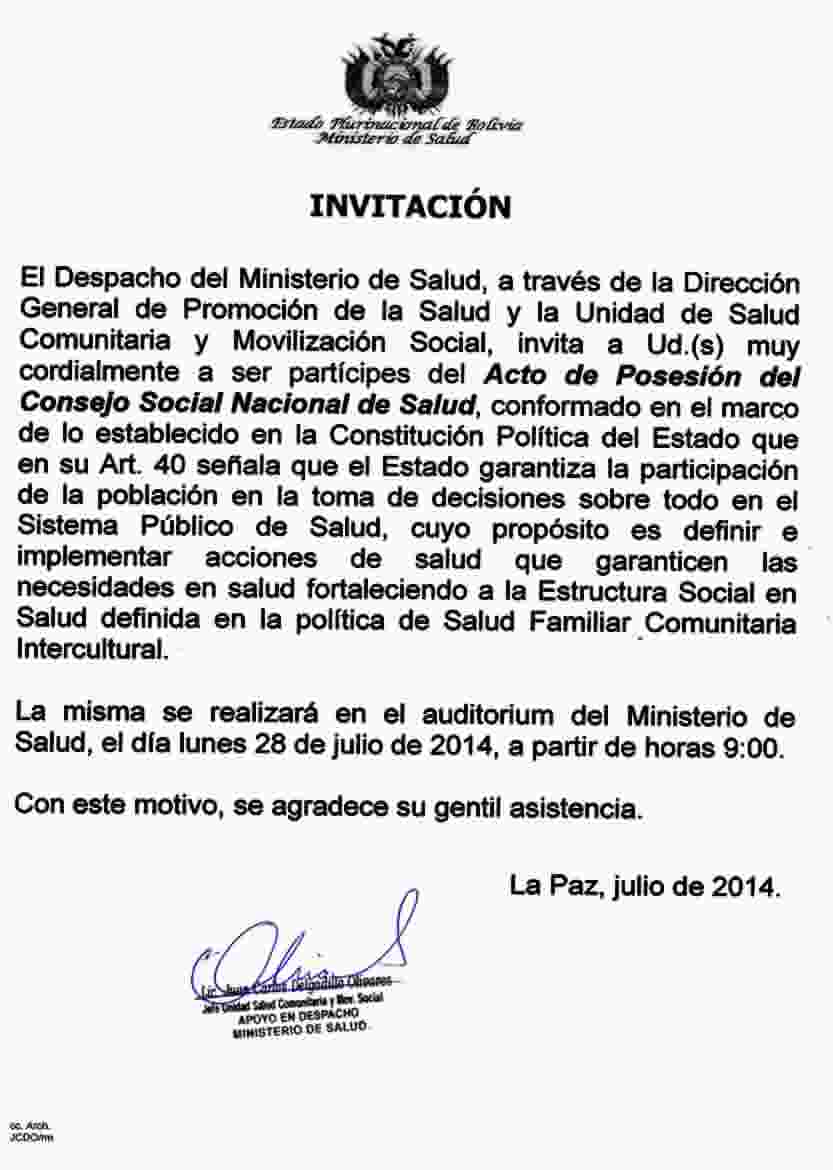 Estado Plurinacional de Bolivia
Ministerio de Salud
INVITACIÓN
El Despacho del Ministerio de Salud, a través de la Dirección
General de Promoción de la Salud y la Unidad de Salud
Comunitaria y Movilización Social, invita a Ud.(s) muy
cordialmente a ser partícipes del Acto de Posesión del
Consejo Social Nacional de Salud, conformado en el marco
de lo establecido en la Constitución Política del Estado que
en su Art. 40 señala que el Estado garantiza la participación
de la población en la toma de decisiones sobre todo en el
Sistema Público de Salud, cuyo propósito es definir e
implementar acciones de salud que garanticen las
necesidades en salud fortaleciendo a la Estructura Social en
Salud definida en la política de Salud Familiar Comunitaria
Intercultural.
La misma se realizará en el auditorium del Ministerio de
Salud, el día lunes 28 de julio de 2014, a partir de horas 9:00.
Con este motivo, se agradece su gentil asistencia.
La Paz, julio de 2014.
Lic. Juan Carlos Delgadillo Olivares
Jefe Unidad Salud Comunitaria y Mov. Social
APOYO EN DESPACHO
MINISTERIO DE SALUD
cc. Arch.
JCDO/rm